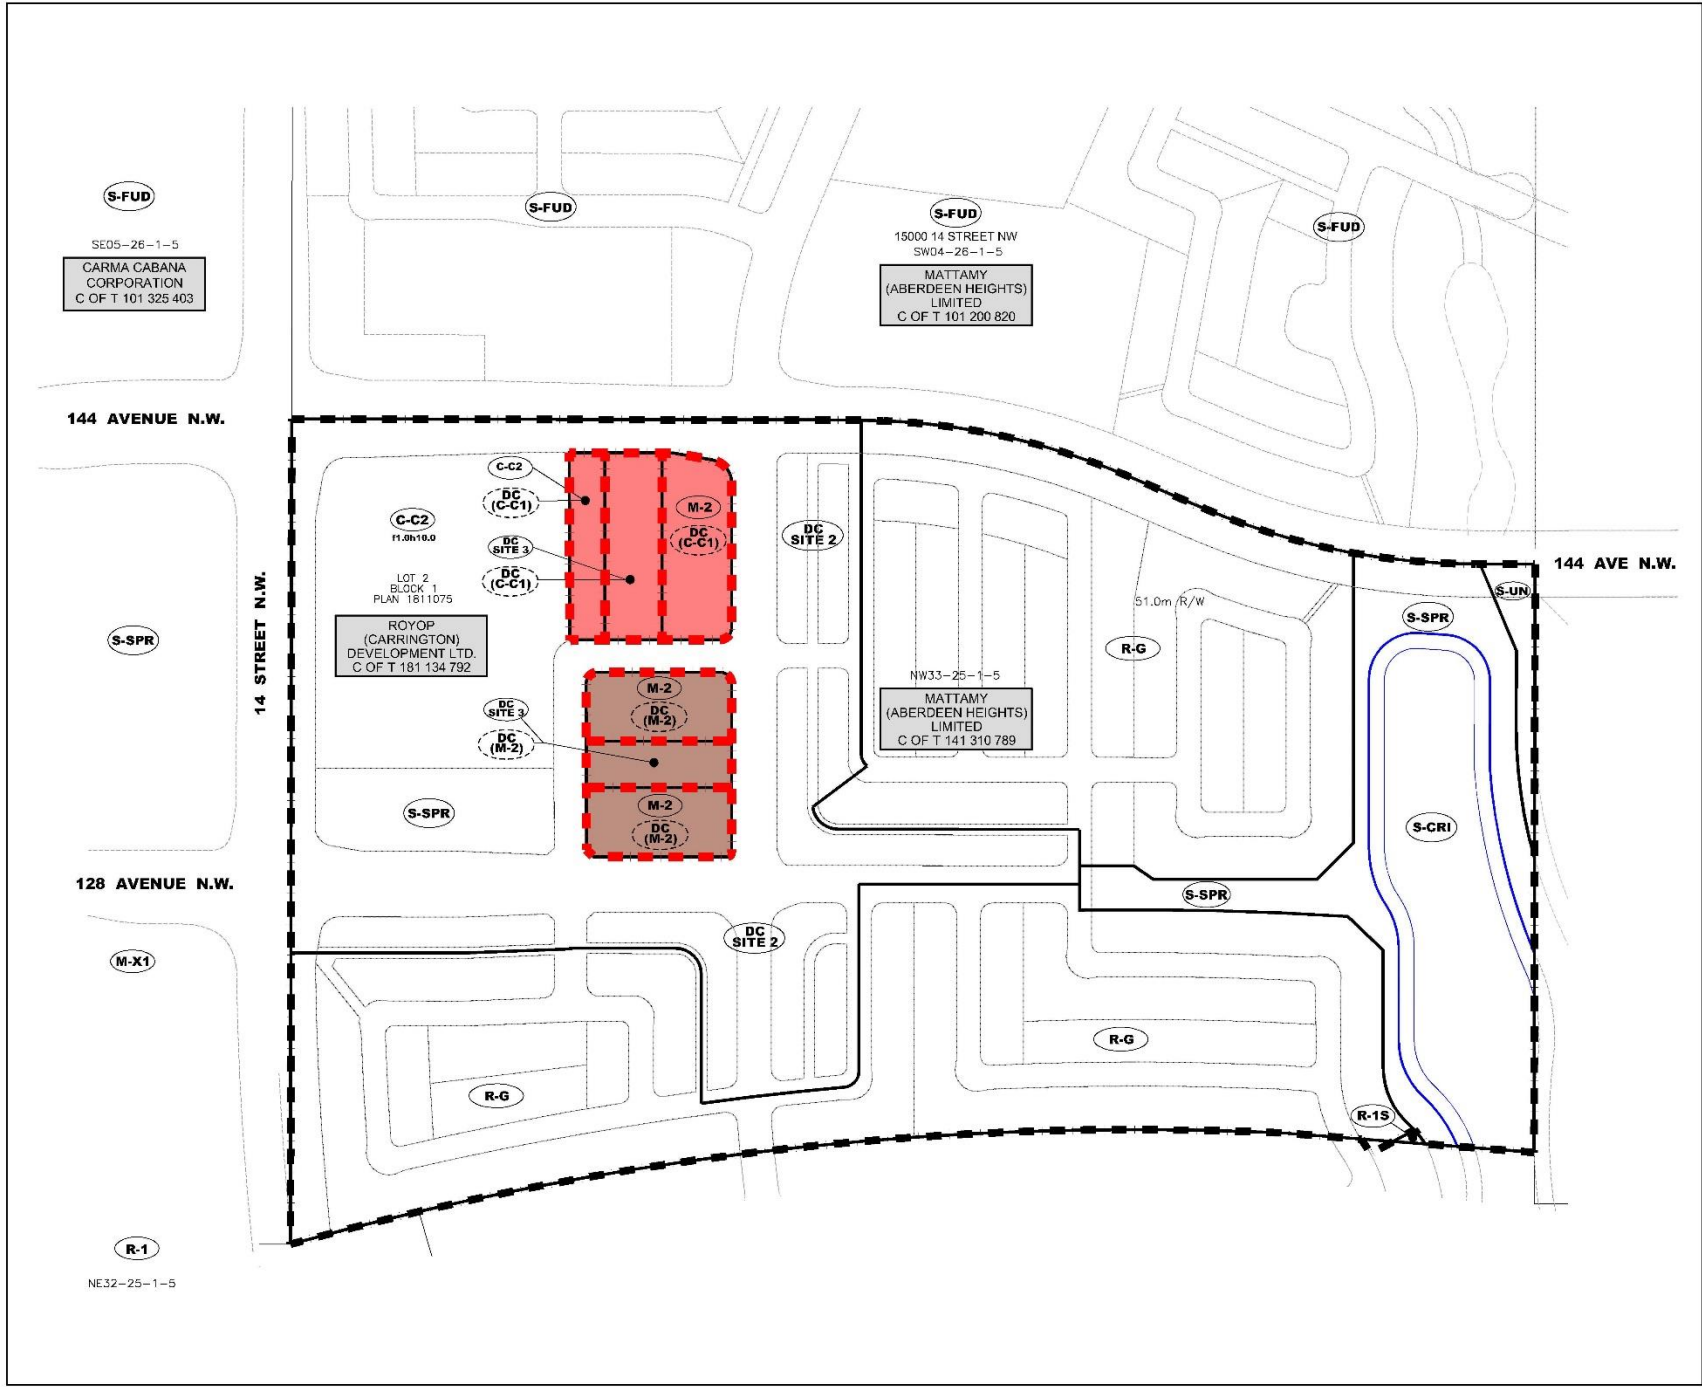 S-FUD
SE05-26-1-5
CARMA CABANA
CORPORATION
C OF T 101 325 403
S-FUD
S-FUD
15000 14 STREET NW
SW04-26-1-5
MATTAMY
(ABERDEEN HEIGHTS)
LIMITED
C OF T 101 200 820
S-FUD
144 AVENUE N.W.
144 AVE N.W.
14 STREET N.W.
C-C2
f1.0h10.0
LOT 2
BLOCK 1
PLAN 1811075
ROYOP
(CARRINGTON)
DEVELOPMENT LTD.
C OF T 181 134 792
C-C2
DC
(C-C1)
DC
SITE 3
DC
(C-C1)
M-2
DC
(C-C1)
DC
SITE 2
S-UN
S-SPR
51.0m R/W
R-G
S-SPR
NW33-25-1-5
MATTAMY
(ABERDEEN HEIGHTS)
LIMITED
C OF T 141 310 789
M-2
DC
(M-2)
DC
SITE 3
DC
(M-2)
M-2
DC
(M-2)
S-SPR
S-CRI
128 AVENUE N.W.
S-SPR
DC
SITE 2
M-X1
R-G
R-G
R-1S
R-1
NE32-25-1-5